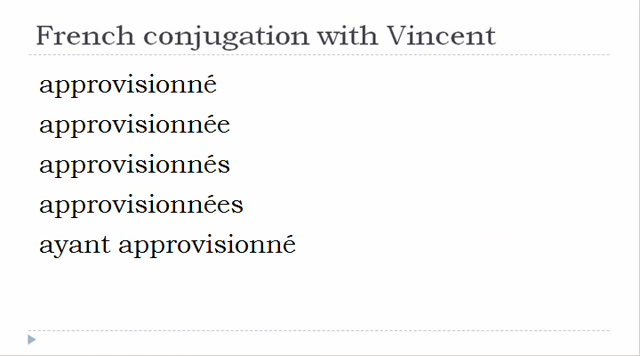 French conjugation with Vincent
approvisionné
approvisionnée
approvisionnés
approvisionnées
ayant approvisionné